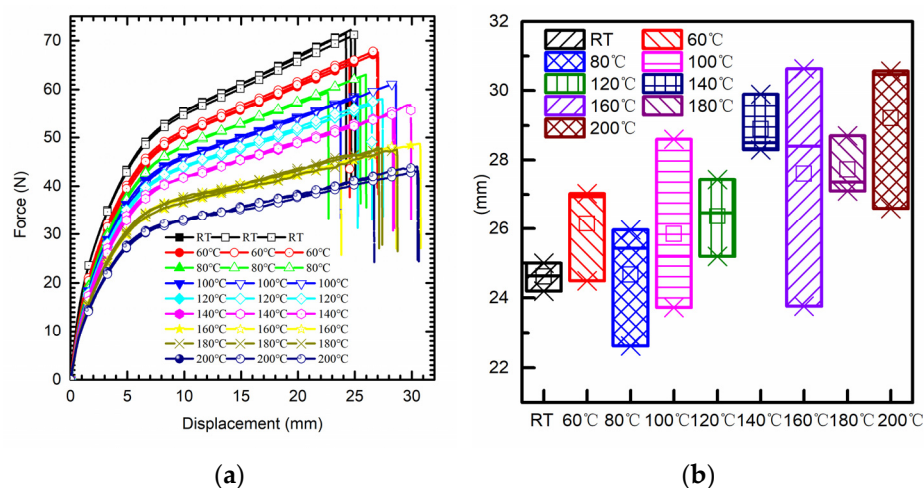 (a)
70
60
50
40
30
20
10
0
Force (N)
RT RT RT
60℃ 60℃ 60℃
80℃ 80℃ 80℃
100℃ 100℃ 100℃
120℃ 120℃ 120℃
140℃ 140℃ 140℃
160℃ 160℃ 160℃
180℃ 180℃ 180℃
200℃ 200℃ 200℃
0 5 10 15 20 25 30
Displacement (mm)
(a)
(b)
32
30
28
26
24
22
(mm)
RT 60℃
80℃ 100℃
120℃ 140℃
160℃ 180℃
200℃
RT 60℃ 80℃ 100℃ 120℃ 140℃ 160℃ 180℃ 200℃
(b)